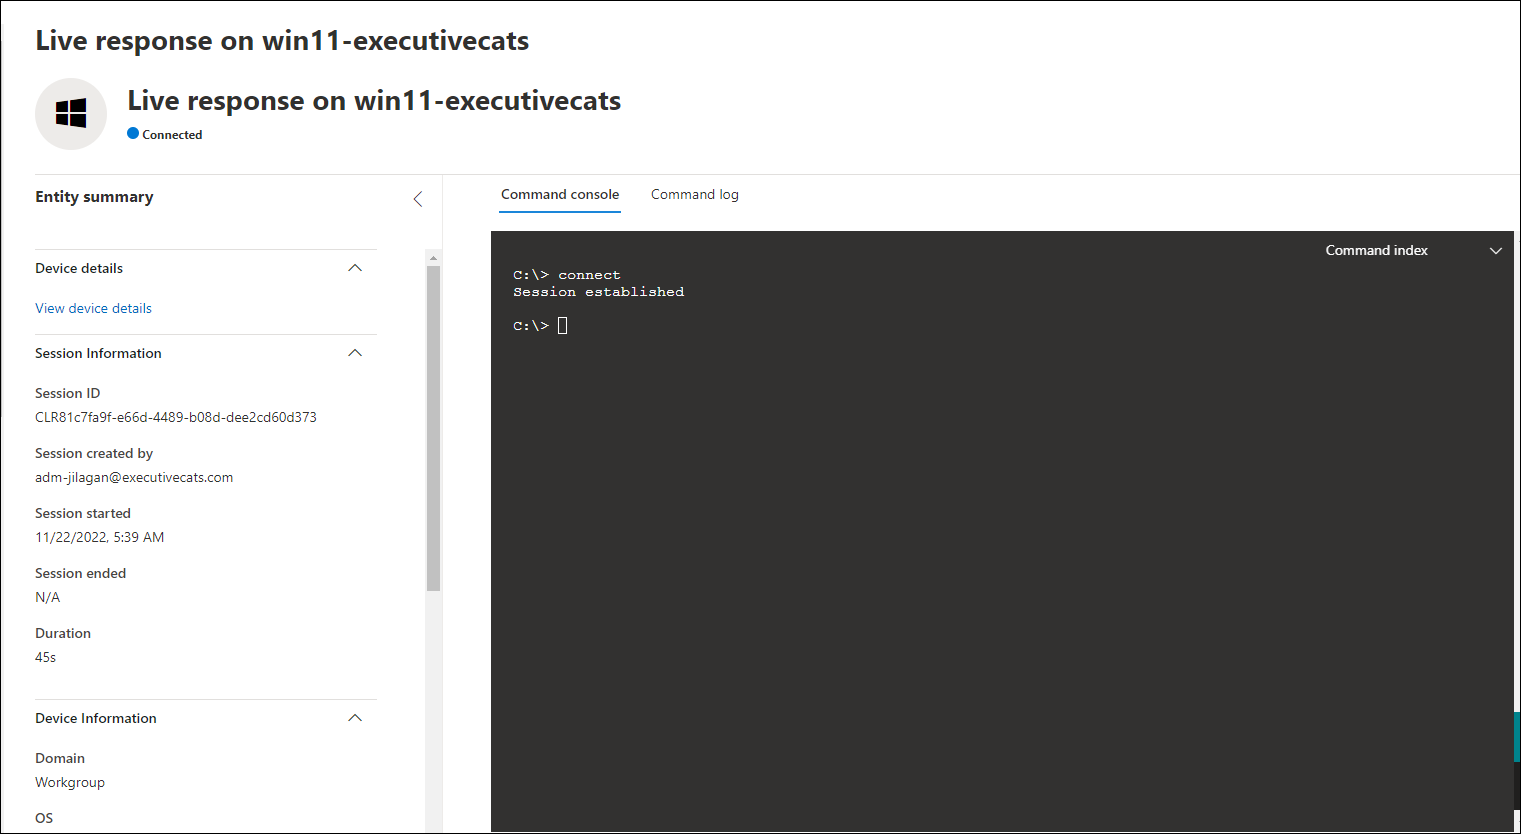 Live response on win11-executivecats
Live response on win11-executivecats
Connected
Entity summary
Device details
View device details
Session Information
Session ID
CLR81c7fa9f-e66d-4489-b08d-dee2cd60d373
Session created by
adm-jilagan@executivecats.com
Session started
11/22/2022, 5:39 AM
Session ended
N/A
Duration
45s
Device Information
Domain
Workgroup
OS
Command console
Command log
Command index
C:\> connect
Session established
C:\>